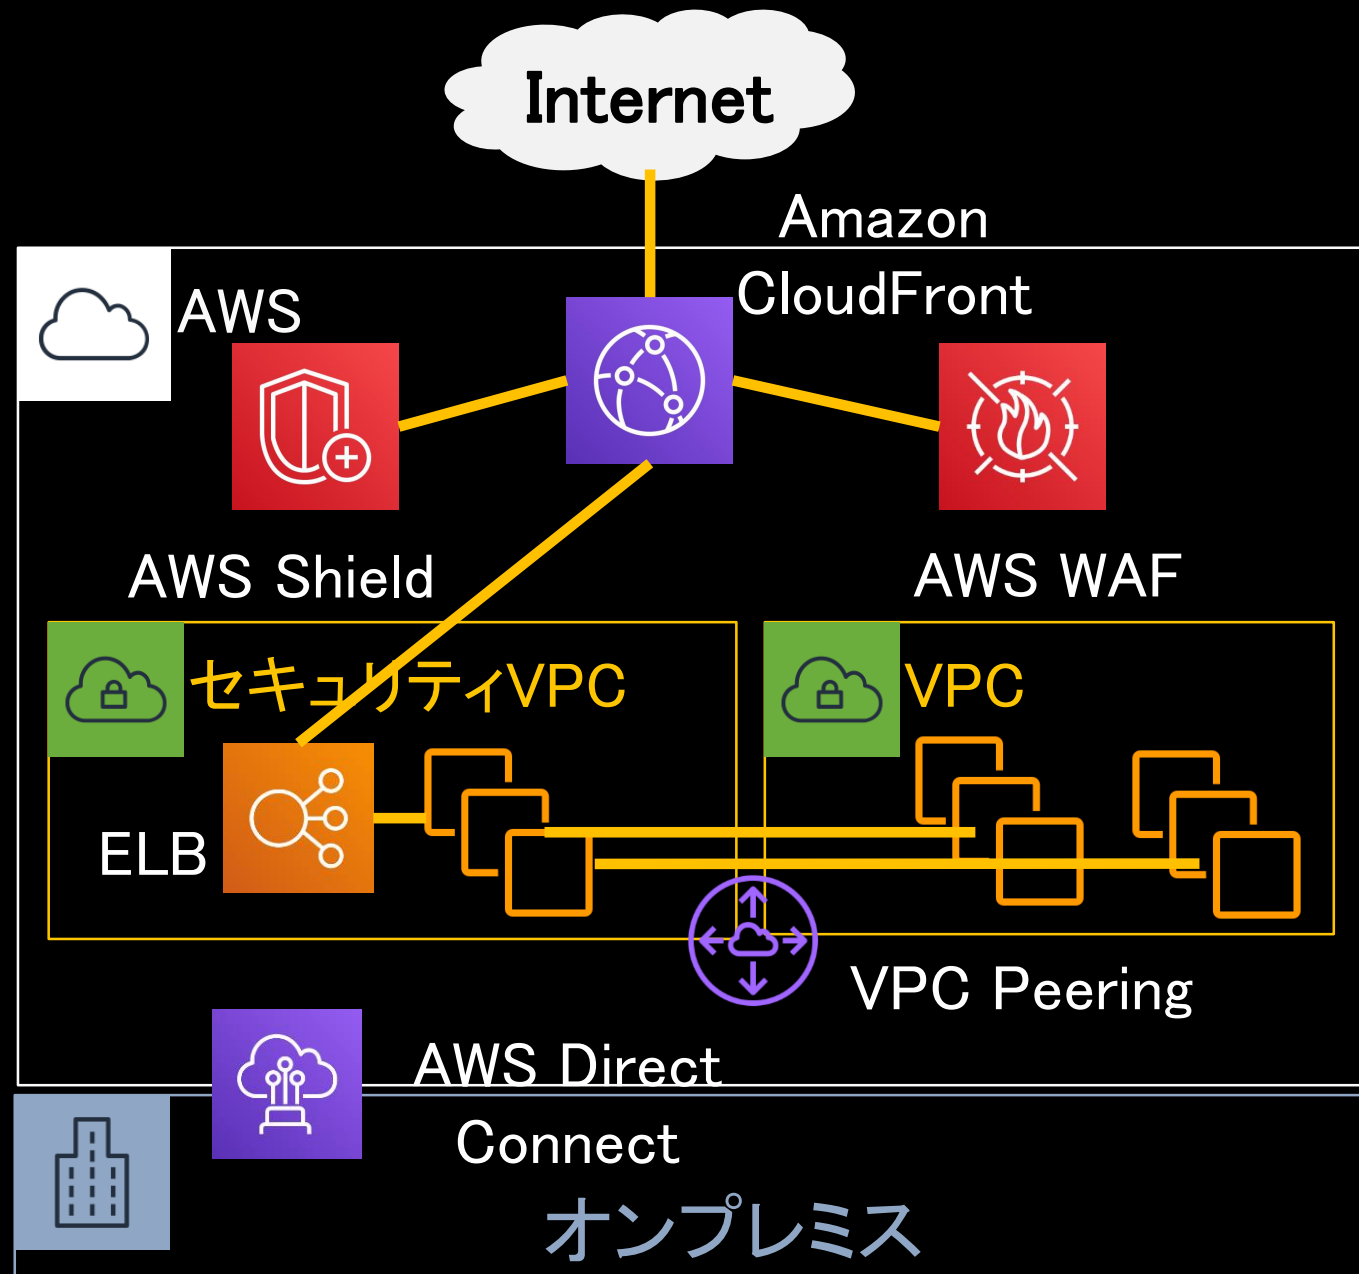 Internet
Amazon
CloudFront
AWS
AWS Shield
AWS WAF
セキュリティVPC
VPC
ELB
VPC Peering
AWS Direct
Connect
オンプレミス